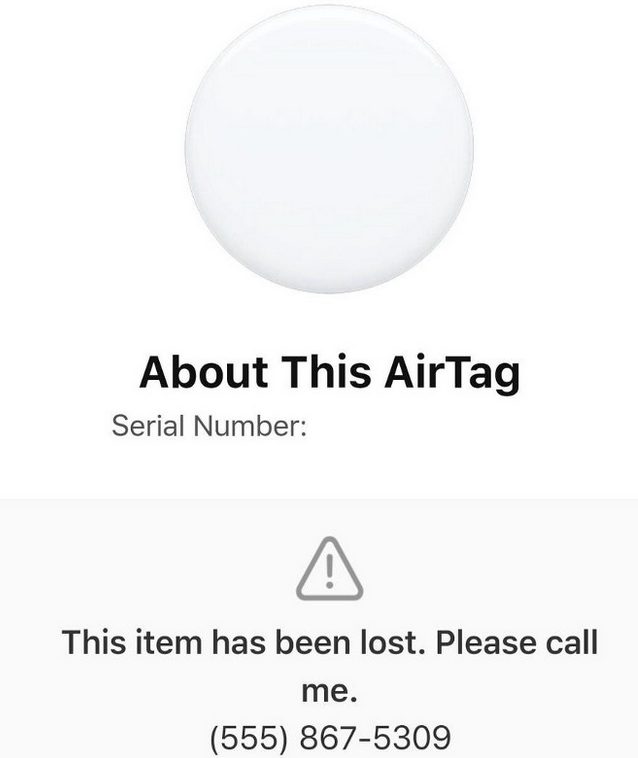 About This AirTag
Serial Number:
This item has been lost. Please call
me.
(555) 867-5309